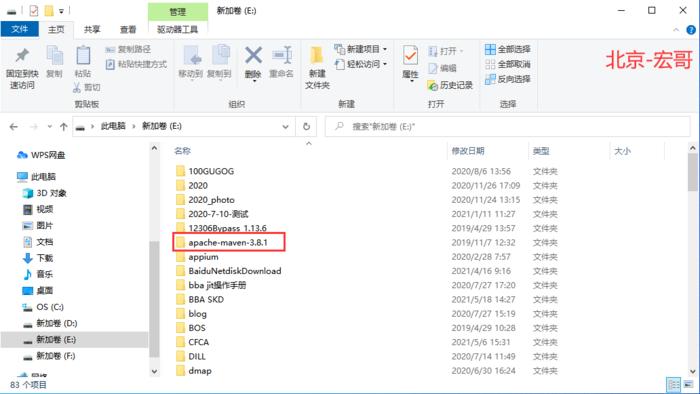 管理
新加卷 (E:)
文件
主页
共享
查看
驱动器工具
固定到快速访问
复制
粘贴
复制路径
粘贴快捷方式
剪切
剪贴板
移动到
复制到
删除
重命名
组织
新建文件夹
新建项目
轻松访问
新建
属性
打开
编辑
历史记录
打开
全部选择
全部取消
反向选择
选择
北京-宏哥
此电脑 > 新加卷 (E:)
搜索"新加卷 (E:)"
WPS网盘
此电脑
3D 对象
视频
图片
文档
下载
音乐
桌面
OS (C:)
新加卷 (D:)
新加卷 (E:)
新加卷 (F:)
网络
名称 修改日期 类型 大小
100GUGOG 2020/8/6 13:56 文件夹
2020 2020/11/26 17:09 文件夹
2020_photo 2020/11/24 13:15 文件夹
2020-7-10-测试 2021/1/11 11:27 文件夹
12306Bypass_1.13.6 2019/4/29 13:57 文件夹
apache-maven-3.8.1 2019/11/7 12:32 文件夹
appium 2020/2/28 7:57 文件夹
BaiduNetdiskDownload 2021/4/16 9:16 文件夹
bba jit操作手册 2020/7/27 17:20 文件夹
BBA SKD 2021/5/18 14:27 文件夹
blog 2020/7/27 15:19 文件夹
BOS 2019/4/29 10:28 文件夹
CFCA 2021/5/6 15:31 文件夹
DILL 2020/7/14 11:49 文件夹
dmap 2020/6/30 16:24 文件夹
83 个项目